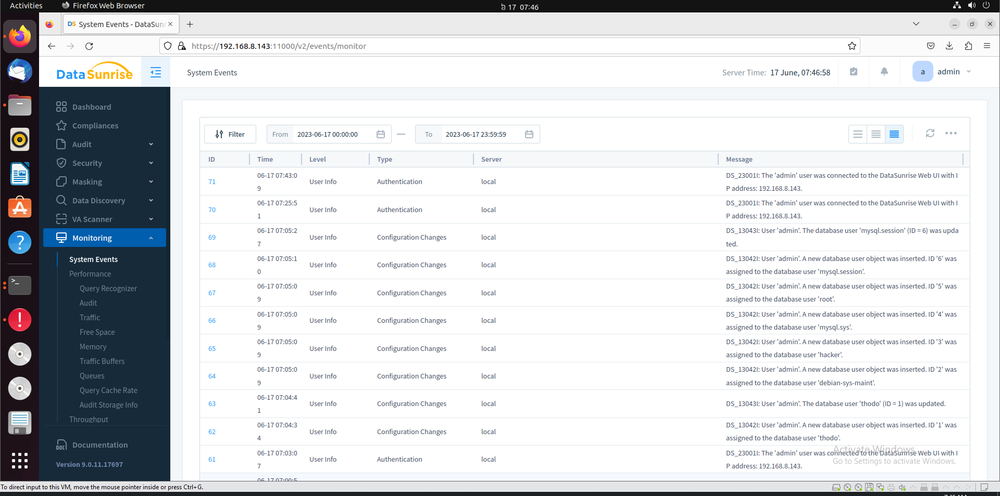 Activities
Firefox Web Browser
17 07:46
DS System Events - DataSunr
https://192.168.8.143:11000/v2/events/monitor
DataSunrise
System Events
Server Time: 17 June, 07:46:58
a admin
Dashboard
Compliances
Audit
Security
Masking
Data Discovery
VA Scanner
Monitoring
System Events
Performance
Query Recognizer
Audit
Traffic
Free Space
Memory
Traffic Buffers
Queues
Query Cache Rate
Audit Storage Info
Throughput
DOC Documentation
Version 9.0.11.17697
Filter From 2023-06-17 00:00:00 — To 2023-06-17 23:59:59
ID Time Level Type Server Message
71 06-17 07:43:0
9 User Info Authentication local DS_23001I: The 'admin' user was connected to the DataSunrise Web UI with I
P address: 192.168.8.143.
70 06-17 07:25:5
1 User Info Authentication local DS_23001I: The 'admin' user was connected to the DataSunrise Web UI with I
P address: 192.168.8.143.
69 06-17 07:05:2
7 User Info Configuration Changes local DS_13043I: User 'admin'. The database user 'mysql.session' (ID = 6) was upda
ted.
68 06-17 07:05:1
0 User Info Configuration Changes local DS_13042I: User 'admin'. A new database user object was inserted. ID '6' was
assigned to the database user 'mysql.session'.
67 06-17 07:05:0
9 User Info Configuration Changes local DS_13042I: User 'admin'. A new database user object was inserted. ID '5' was
assigned to the database user 'root'.
66 06-17 07:05:0
9 User Info Configuration Changes local DS_13042I: User 'admin'. A new database user object was inserted. ID '4' was
assigned to the database user 'mysql.sys'.
65 06-17 07:05:0
9 User Info Configuration Changes local DS_13042I: User 'admin'. A new database user object was inserted. ID '3' was
assigned to the database user 'hacker'.
64 06-17 07:05:0
9 User Info Configuration Changes local DS_13042I: User 'admin'. A new database user object was inserted. ID '2' was
assigned to the database user 'debian-sys-maint'.
63 06-17 07:04:4
1 User Info Configuration Changes local DS_13043I: User 'admin'. The database user 'thodo' (ID = 1) was updated.
62 06-17 07:04:3
4 User Info Configuration Changes local DS_13042I: User 'admin'. A new database user object was inserted. ID '1' was
assigned to the database user 'thodo'.
61 06-17 07:03:0
7 User Info Authentication local DS_23001I: The 'admin' user was connected to the DataSunrise Web UI with I
P address: 192.168.8.143.
06-17 07:00:5
Activate Windows
Go to Settings to activate Windows.
To direct input to this VM, move the mouse pointer inside or press Ctrl+G.